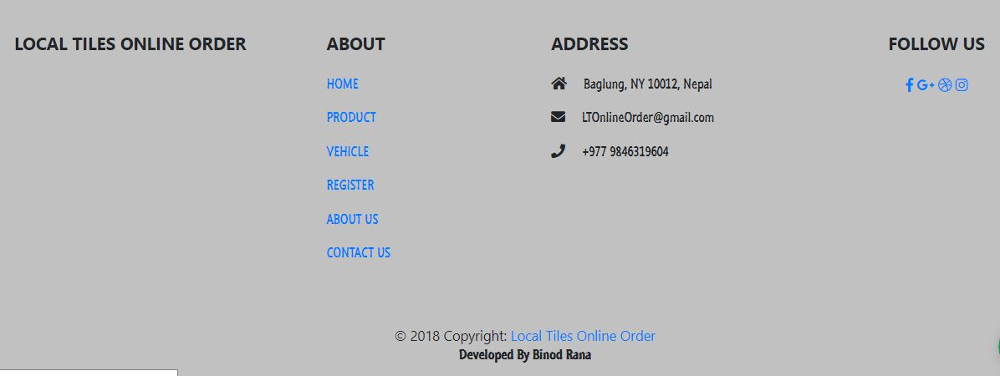 LOCAL TILES ONLINE ORDER
ABOUT
HOME
PRODUCT
VEHICLE
REGISTER
ABOUT US
CONTACT US
ADDRESS
Baglung, NY 10012, Nepal
LTOnlineOrder@gmail.com
+977 9846319604
FOLLOW US
© 2018 Copyright: Local Tiles Online Order
Developed By Binod Rana